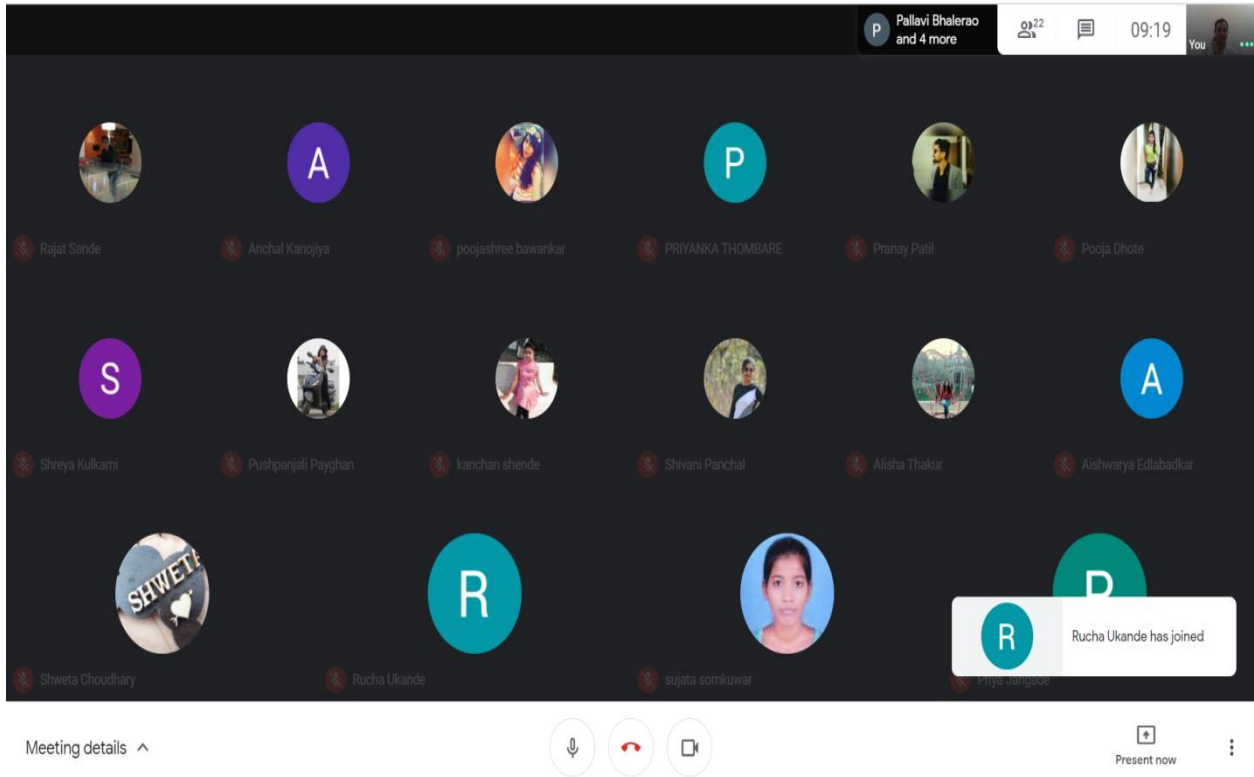 P Pallavi Bhalerao
and 4 more
22
09:19
You
A
P
Rajat Sande
Anchal Kanojiya
poojashree bawankar
PRIYANKA THOMBARE
Pranay Patil
Pooja Dhote
S
A
Shreya Kulkarni
Pushpanjali Payghan
kanchan shende
Shivani Panchal
Alisha Thakur
Aishwarya Edlabadkar
SHWETA
R
R Rucha Ukande has joined
Shweta Choudhary
Rucha Ukande
sujata somkuwar
Priya Jangade
Meeting details
Present now